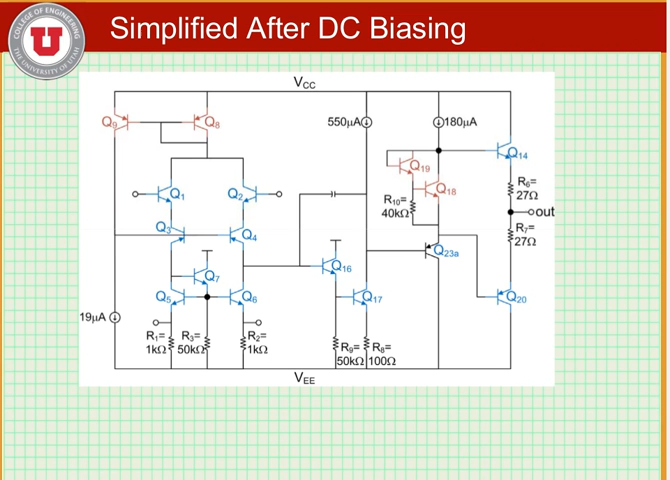 COLLEGE OF ENGINEERING
U
THE UNIVERSITY OF UTAH
Simplified After DC Biasing
VCC
Q9
Q8
550µA
180µA
Q14
Q19
Q18
R6=
27Ω
Q1
Q2
R10=
40kΩ
out
R7=
27Ω
Q3
Q4
Q23a
Q7
Q16
Q5
Q6
Q17
Q20
19µA
R1=
1kΩ
R3=
50kΩ
R2=
1kΩ
R9=
50kΩ
R8=
100Ω
VEE